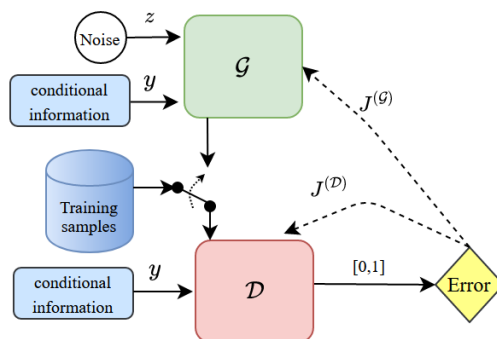 z
Noise
𝒢
conditional
information
y
J^(𝒢)
Training
samples
J^(𝒟)
conditional
information
y
𝒟
[0,1]
Error